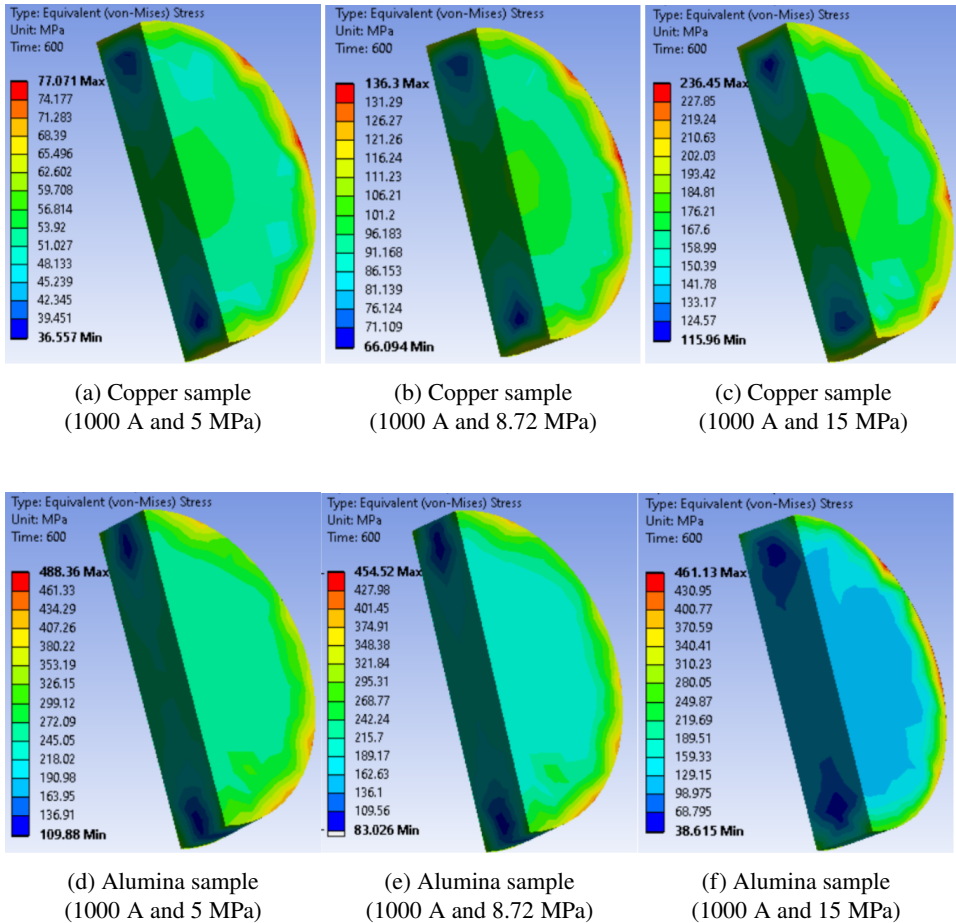 Type: Equivalent (von-Mises) Stress
Unit: MPa
Time: 600
77.071 Max
74.177
71.283
68.39
65.496
62.602
59.708
56.814
53.92
51.027
48.133
45.239
42.345
39.451
36.557 Min
(a) Copper sample
(1000 A and 5 MPa)
Type: Equivalent (von-Mises) Stress
Unit: MPa
Time: 600
136.3 Max
131.29
126.27
121.26
116.24
111.23
106.21
101.2
96.183
91.168
86.153
81.139
76.124
71.109
66.094 Min
(b) Copper sample
(1000 A and 8.72 MPa)
Type: Equivalent (von-Mises) Stress
Unit: MPa
Time: 600
236.45 Max
227.85
219.24
210.63
202.03
193.42
184.81
176.21
167.6
158.99
150.39
141.78
133.17
124.57
115.96 Min
(c) Copper sample
(1000 A and 15 MPa)
Type: Equivalent (von-Mises) Stress
Unit: MPa
Time: 600
488.36 Max
461.33
434.29
407.26
380.22
353.19
326.15
299.12
272.09
245.05
218.02
190.98
163.95
136.91
109.88 Min
(d) Alumina sample
(1000 A and 5 MPa)
Type: Equivalent (von-Mises) Stress
Unit: MPa
Time: 600
454.52 Max
427.98
401.45
374.91
348.38
321.84
295.31
268.77
242.24
215.7
189.17
162.63
136.1
109.56
83.026 Min
(e) Alumina sample
(1000 A and 8.72 MPa)
Type: Equivalent (von-Mises) Stress
Unit: MPa
Time: 600
461.13 Max
430.95
400.77
370.59
340.41
310.23
280.05
249.87
219.69
189.51
159.33
129.15
98.975
68.795
38.615 Min
(f) Alumina sample
(1000 A and 15 MPa)